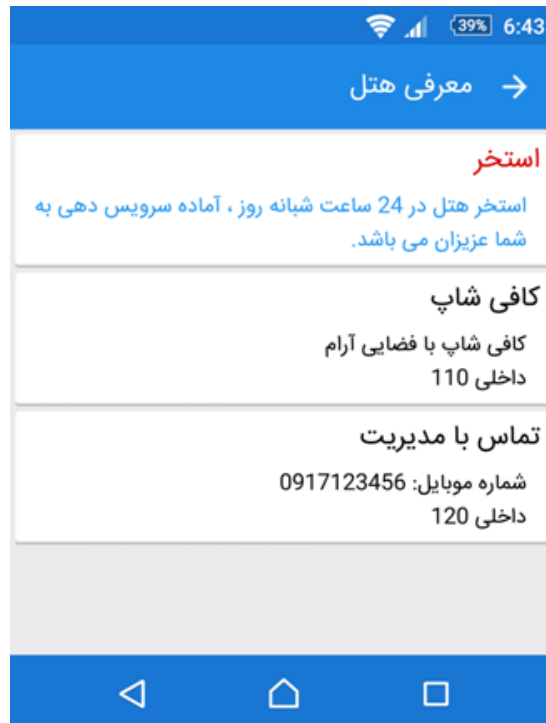 39% 6:43
معرفی هتل
استخر
استخر هتل در 24 ساعت شبانه روز ، آماده سرویس دهی به
شما عزیزان می باشد.
کافی شاپ
کافی شاپ با فضایی آرام
داخلی 110
تماس با مدیریت
شماره موبایل: 0917123456
داخلی 120